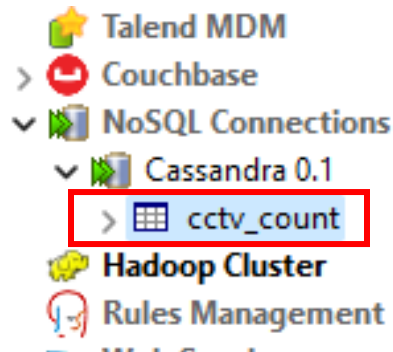 Talend MDM
Couchbase
NoSQL Connections
Cassandra 0.1
cctv_count
Hadoop Cluster
Rules Management